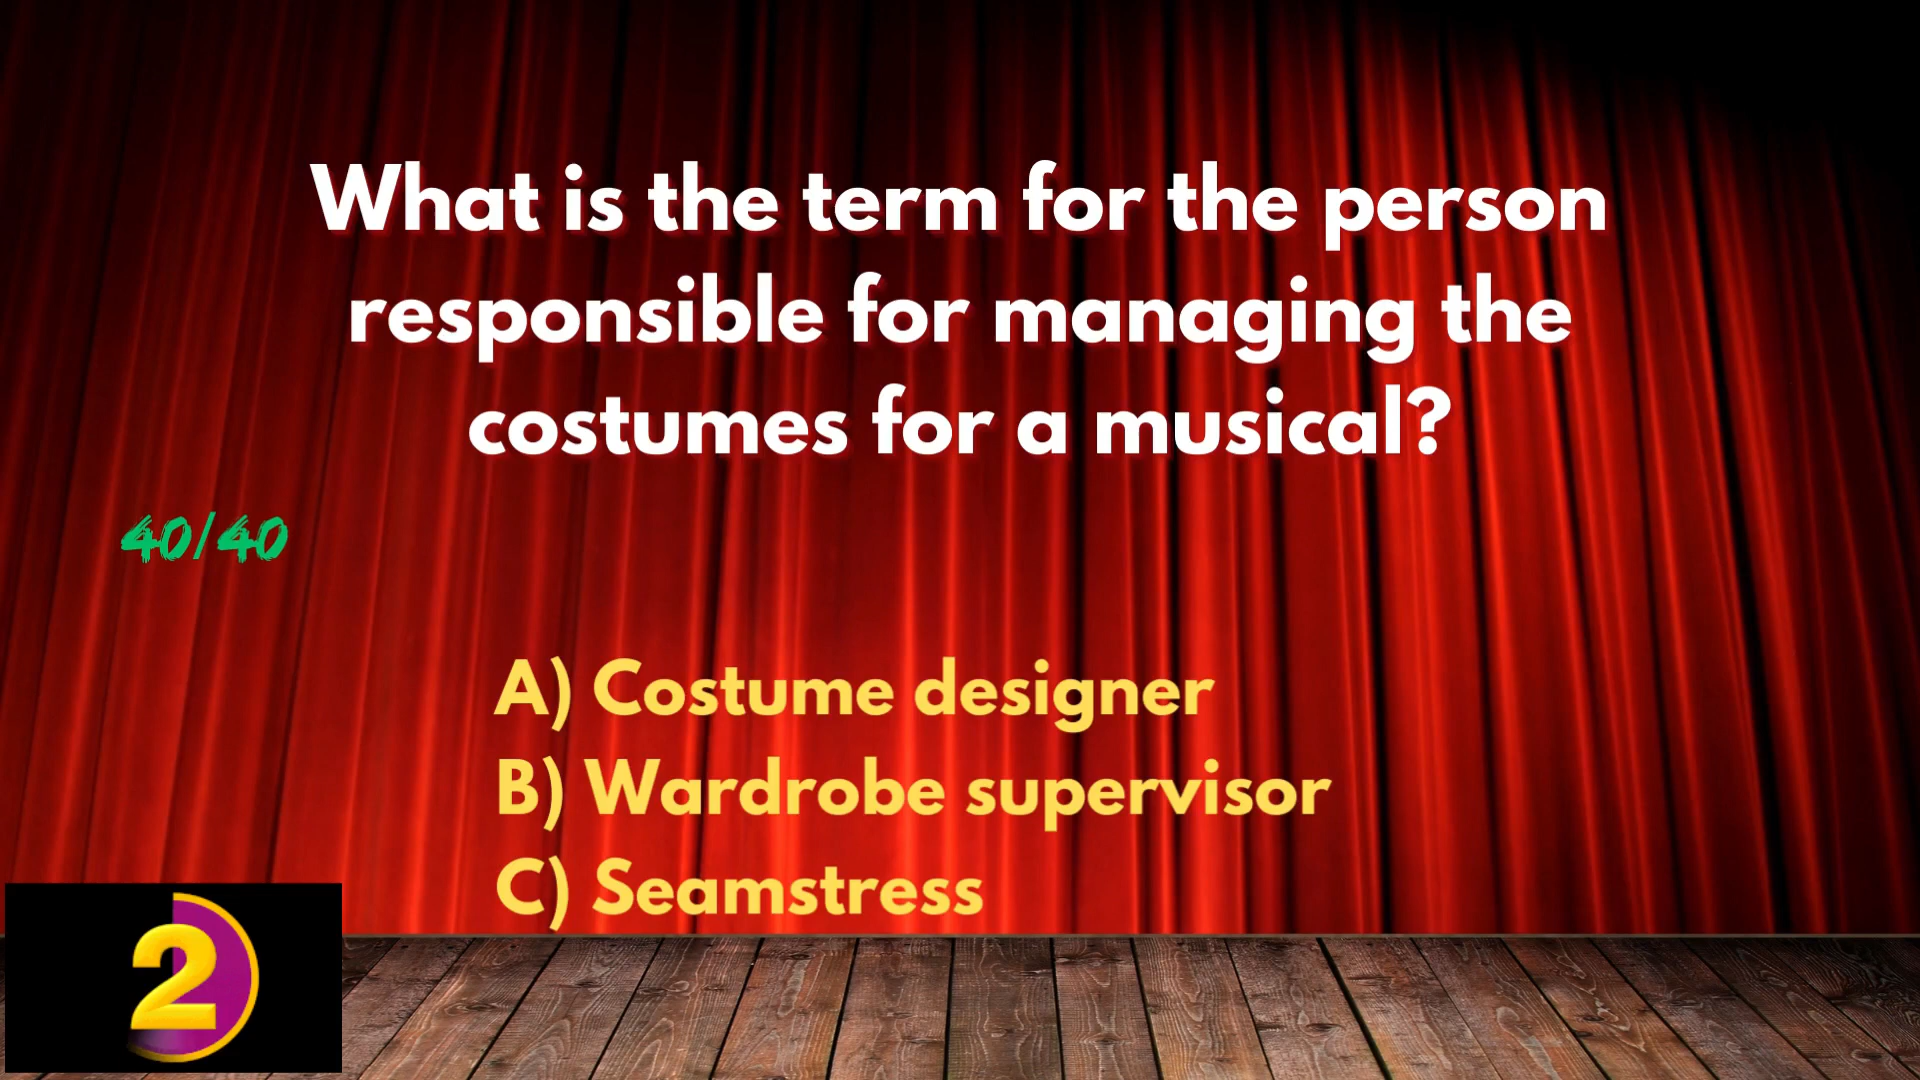 What is the term for the person
responsible for managing the
costumes for a musical?
40/40
A) Costume designer
B) Wardrobe supervisor
C) Seamstress
2